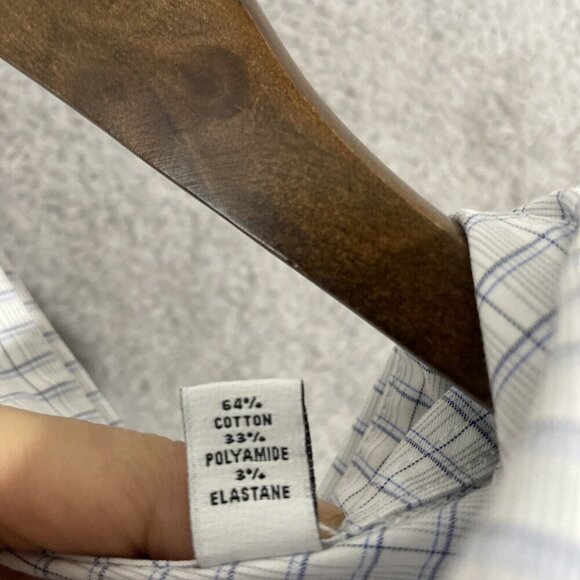 64%
COTTON
33%
POLYAMIDE
3%
ELASTANE